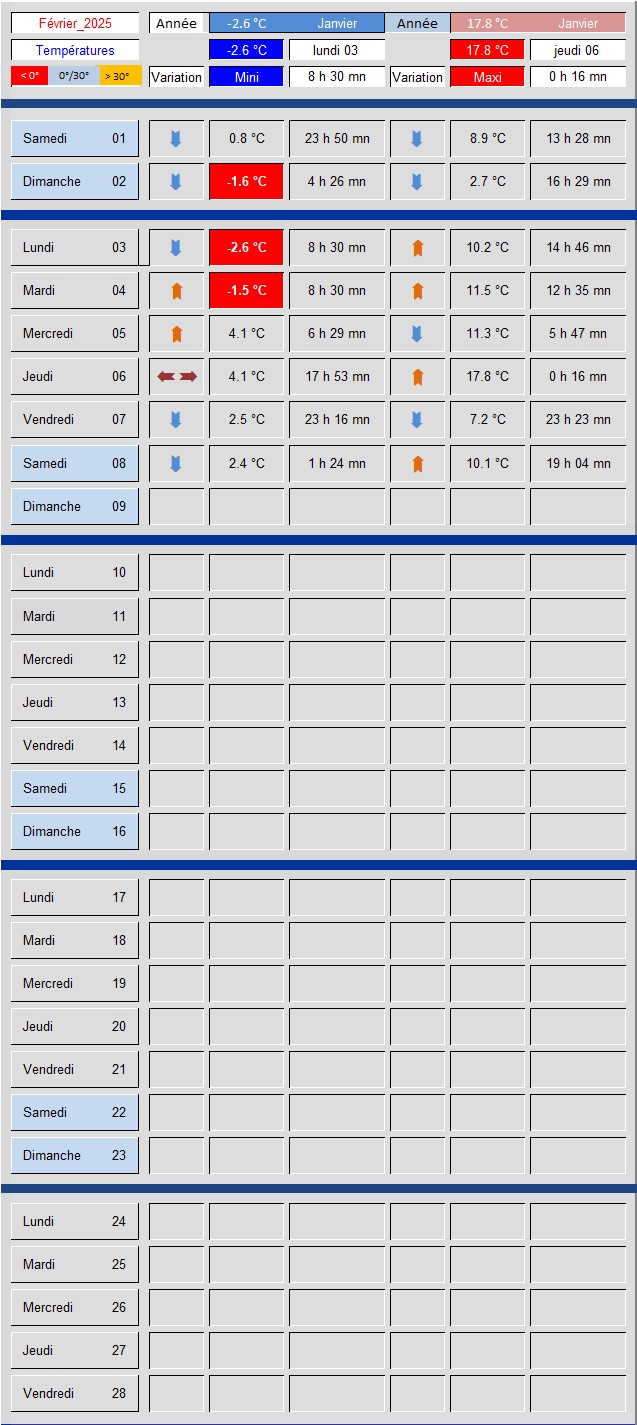 Février_2025 Année -2.6 °C Janvier Année 17.8 °C Janvier
Températures -2.6 °C lundi 03 17.8 °C jeudi 06
< 0° 0°/30° > 30° Variation Mini 8 h 30 mn Variation Maxi 0 h 16 mn
Samedi 01 0.8 °C 23 h 50 mn 8.9 °C 13 h 28 mn
Dimanche 02 -1.6 °C 4 h 26 mn 2.7 °C 16 h 29 mn
Lundi 03 -2.6 °C 8 h 30 mn 10.2 °C 14 h 46 mn
Mardi 04 -1.5 °C 8 h 30 mn 11.5 °C 12 h 35 mn
Mercredi 05 4.1 °C 6 h 29 mn 11.3 °C 5 h 47 mn
Jeudi 06 4.1 °C 17 h 53 mn 17.8 °C 0 h 16 mn
Vendredi 07 2.5 °C 23 h 16 mn 7.2 °C 23 h 23 mn
Samedi 08 2.4 °C 1 h 24 mn 10.1 °C 19 h 04 mn
Dimanche 09
Lundi 10
Mardi 11
Mercredi 12
Jeudi 13
Vendredi 14
Samedi 15
Dimanche 16
Lundi 17
Mardi 18
Mercredi 19
Jeudi 20
Vendredi 21
Samedi 22
Dimanche 23
Lundi 24
Mardi 25
Mercredi 26
Jeudi 27
Vendredi 28